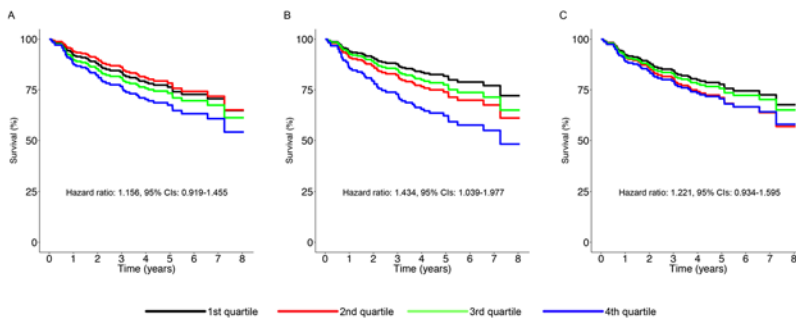 A
B
C
100
75
50
25
0
Survival (%)
Hazard ratio: 1.156, 95% CIs: 0.919-1.455
0 1 2 3 4 5 6 7 8
Time (years)
100
75
50
25
0
Survival (%)
Hazard ratio: 1.434, 95% CIs: 1.039-1.977
0 1 2 3 4 5 6 7 8
Time (years)
100
75
50
25
0
Survival (%)
Hazard ratio: 1.221, 95% CIs: 0.934-1.595
0 1 2 3 4 5 6 7 8
Time (years)
1st quartile 2nd quartile 3rd quartile 4th quartile